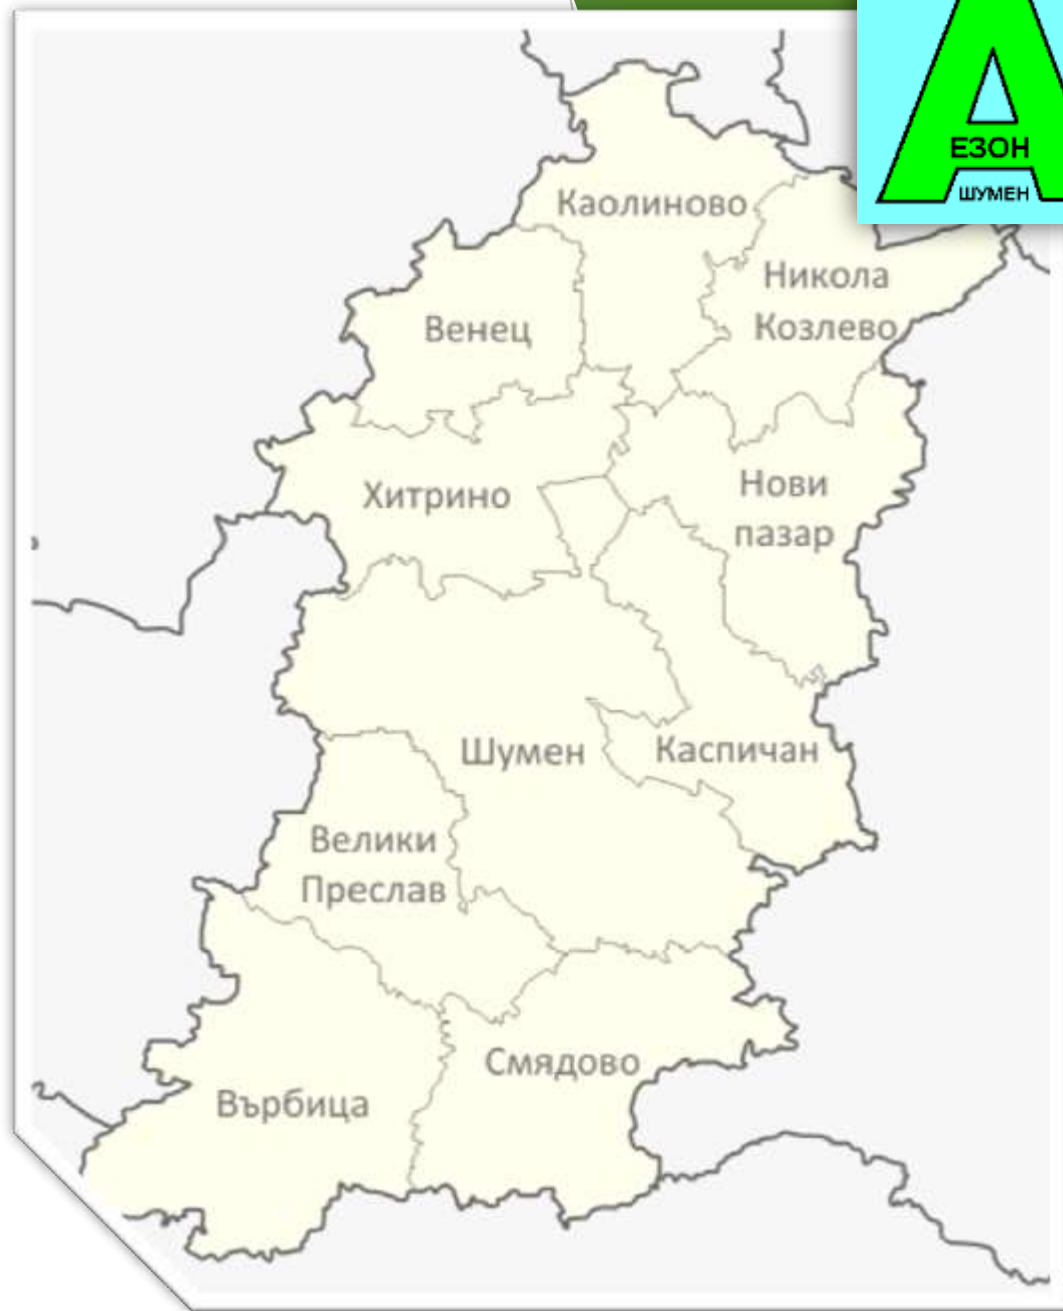 ЕЗОН
ШУМЕН
Каолиново
Никола
Козлево
Венец
Хитрино
Нови
пазар
Шумен
Каспичан
Велики
Преслав
Смядово
Върбица